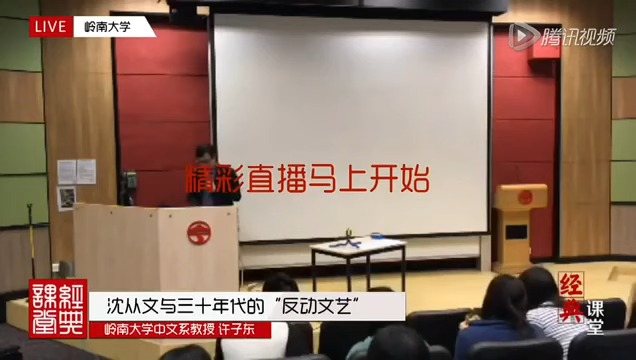 LIVE
岭南大学
腾讯视频
精彩直播马上开始
經典
課堂
沈从文与三十年代的“反动文艺”
岭南大学中文系教授 许子东
经典
课堂